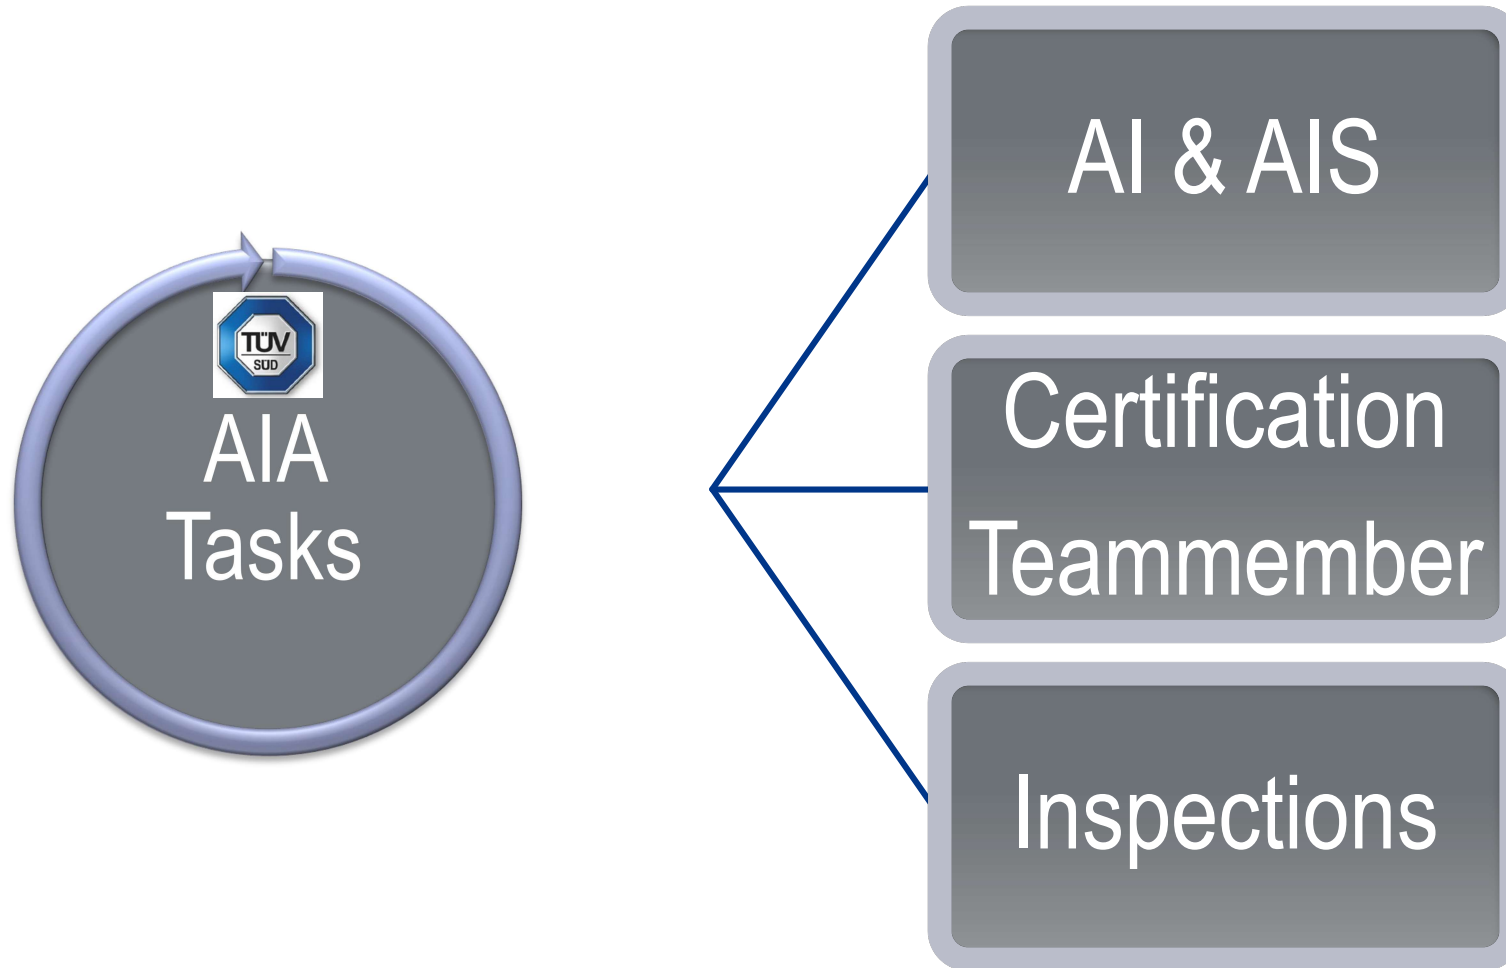 TÜV
SÜD
AIA
Tasks
AI & AIS
Certification
Teammember
Inspections